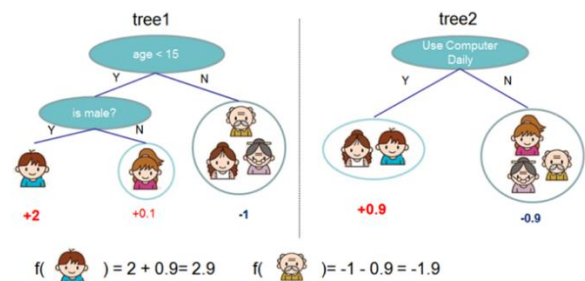 tree1
age < 15
Y
N
is male?
Y
N
+2
+0.1
-1
tree2
Use Computer
Daily
Y
N
+0.9
-0.9
f( ) = 2 + 0.9= 2.9
f( )= -1 - 0.9 = -1.9